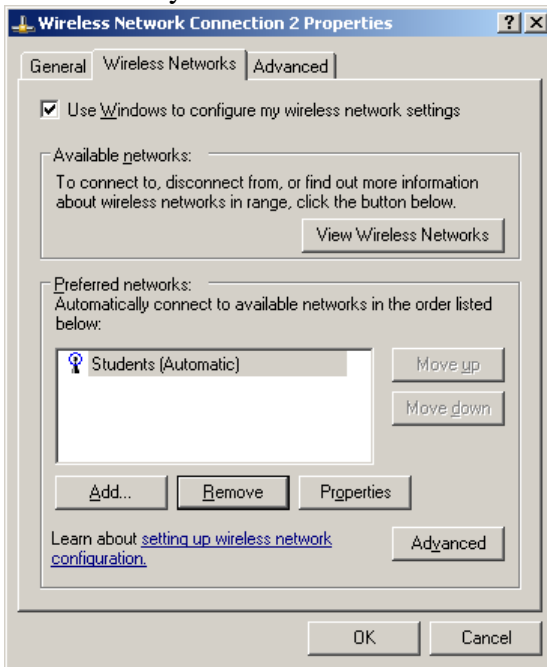 Wireless Network Connection 2 Properties
General Wireless Networks Advanced
Use Windows to configure my wireless network settings
Available networks:
To connect to, disconnect from, or find out more information
about wireless networks in range, click the button below.
View Wireless Networks
Preferred networks:
Automatically connect to available networks in the order listed
below:
Students (Automatic)
Move up
Move down
Add... Remove Properties
Learn about setting up wireless network
configuration.
Advanced
OK Cancel